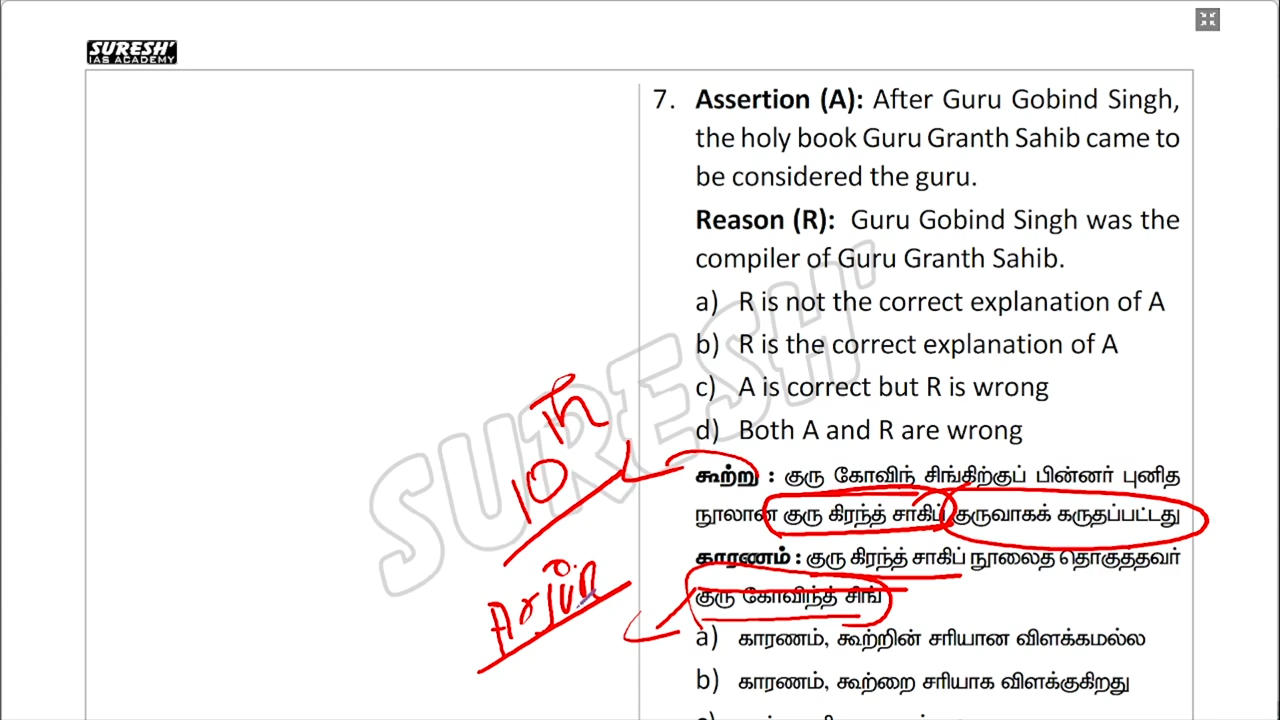 SURESH'
IAS ACADEMY
7. Assertion (A): After Guru Gobind Singh,
the holy book Guru Granth Sahib came to
be considered the guru.
Reason (R): Guru Gobind Singh was the
compiler of Guru Granth Sahib.
a) R is not the correct explanation of A
b) R is the correct explanation of A
c) A is correct but R is wrong
d) Both A and R are wrong
கூற்று : குரு கோவிந் சிங்கிற்குப் பின்னர் புனித
நூலான குரு கிரந்த் சாகிப் குருவாகக் கருதப்பட்டது
காரணம் : குரு கிரந்த் சாகிப் நூலைத் தொகுத்தவர்
குரு கோவிந்த் சிங்
a) காரணம், கூற்றின் சரியான விளக்கமல்ல
b) காரணம், கூற்றை சரியாக விளக்குகிறது
10th
Arjun
SURESH'